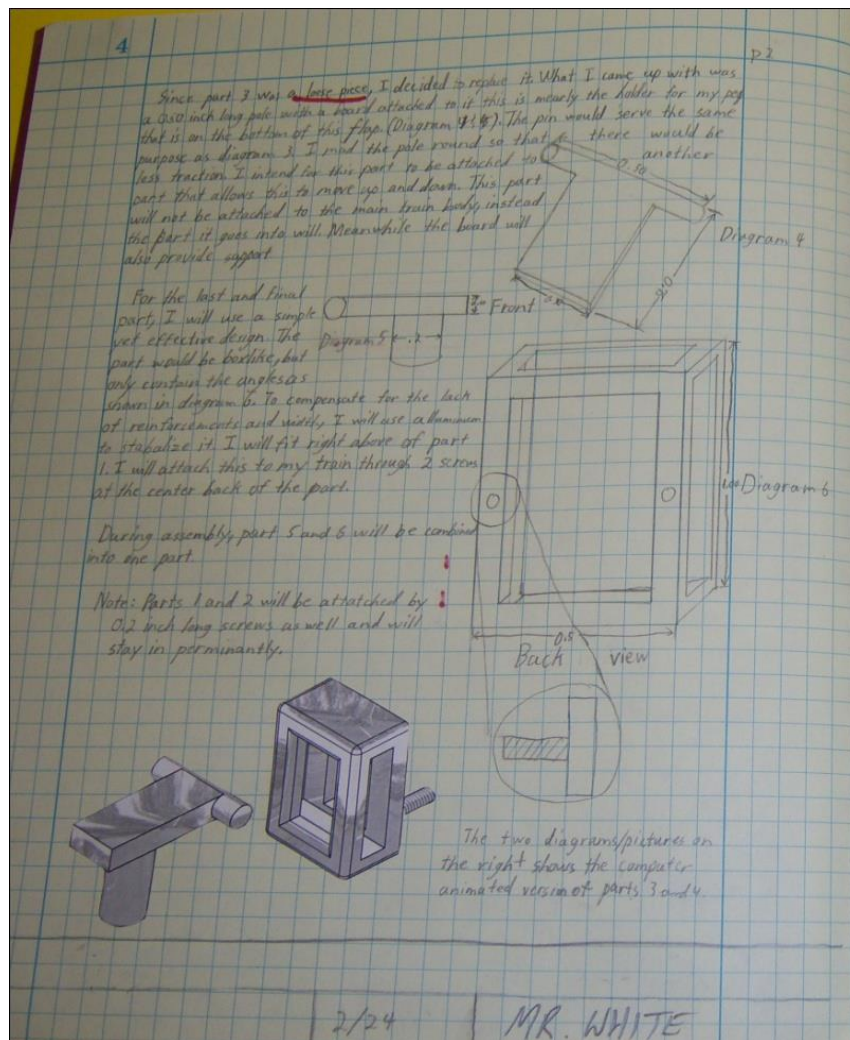 4
p2
Since part 3 was a loose piece, I decided to replace it. What I came up with was
a 0.50 inch long pole with a board attached to it this is mearly the holder for my peg
that is on the bottom of this flap. (Diagram 4 5). The pin would serve the same
purpose as diagram 3. I mad the pole round so that there would be
less traction. I intend for this part to be attached to another
part that allows this to move up and down. This part
will not be attached to the main train body, instead
the part it goes into will. Meanwhile the board will
also provide support
0.50
Diagram 4
For the last and final
part, I will use a simple
yet effective design. The
part would be boxlike, but
only contain the angles as
shown in diagram 6. To compensate for the lack
of reinforcements and width, I will use alluminum
to stabalize it. I will fit right above of part
1. I will attach this to my train through 2 screws
at the center back of the part.
Front
Diagram 5
.2
Diagram 6
During assembly, part 5 and 6 will be combined
into one part.
Note: Parts 1 and 2 will be attatched by
0.2 inch long screws as well and will
stay in perminantly.
0.5
Back view
The two diagrams/pictures on
the right shows the computer
animated version of parts 3 and 4.
2/24
MR. WHITE